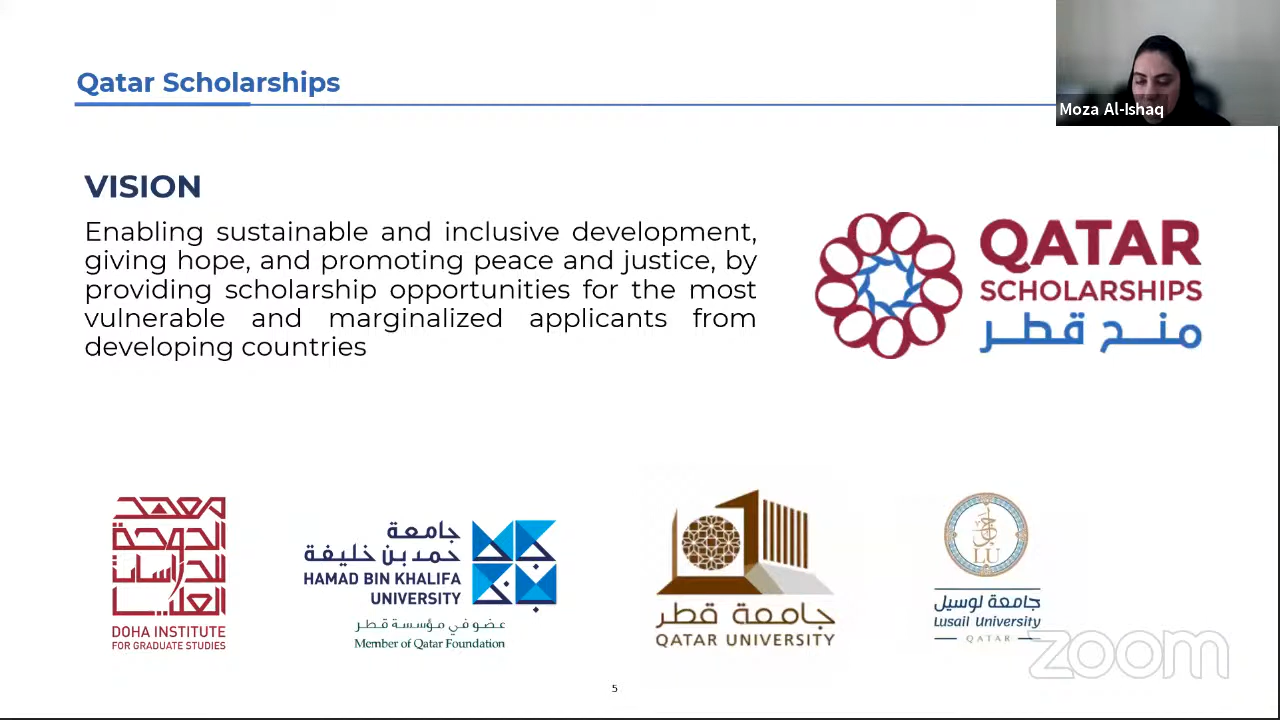 Qatar Scholarships
Moza Al-Ishaq
VISION
Enabling sustainable and inclusive development,
giving hope, and promoting peace and justice, by
providing scholarship opportunities for the most
vulnerable and marginalized applicants from
developing countries
QATAR
SCHOLARSHIPS
منح قطر
معهد
الدوحة
للدراسات
العليا
DOHA INSTITUTE
FOR GRADUATE STUDIES
جامعة
حمد بن خليفة
HAMAD BIN KHALIFA
UNIVERSITY
عضو في مؤسسة قطر
Member of Qatar Foundation
جامعة قطر
QATAR UNIVERSITY
LU
جامعة لوسيل
Lusail University
QATAR
zoom
5